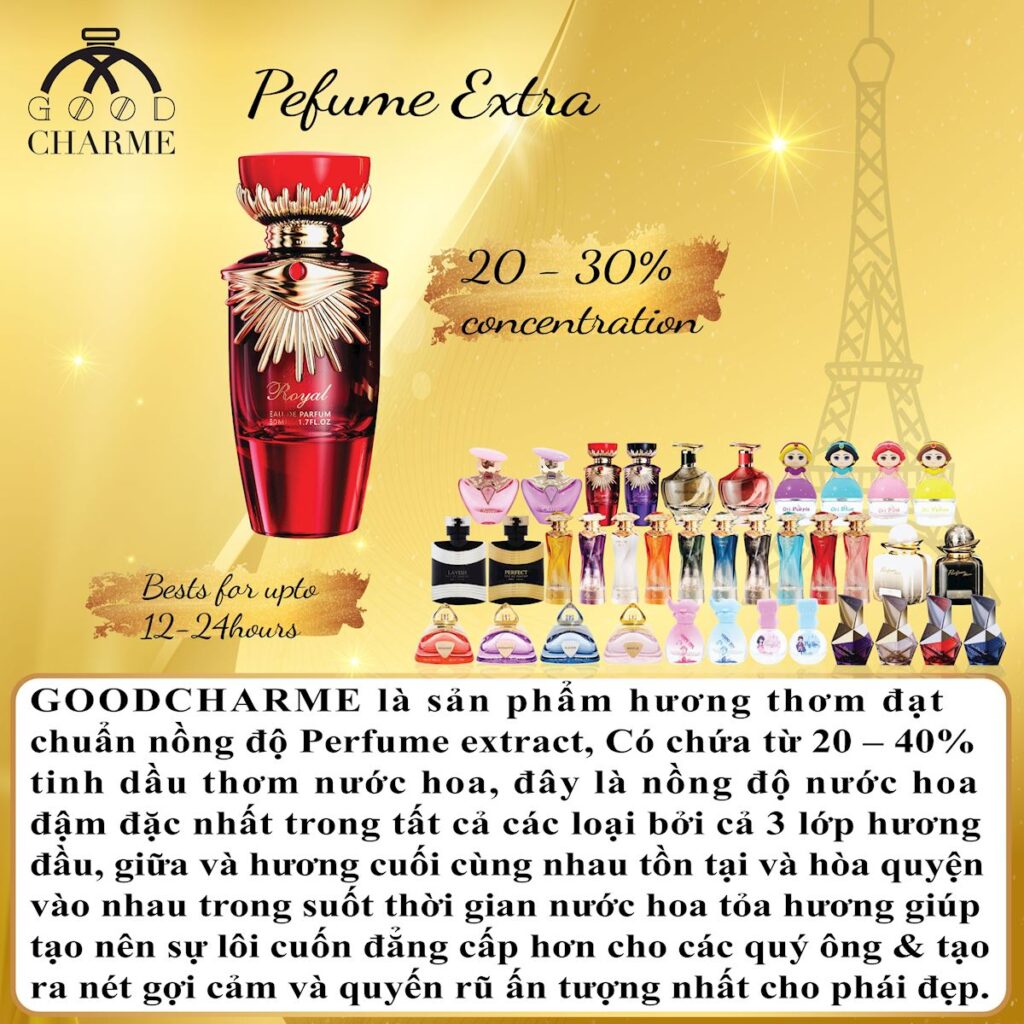 GOOD
CHARME
Pefume Extra
20 - 30%
concentration
Royal
EAU DE PARFUM
1.7FL.OZ
Bests for upto
12-24hours
LAVISH
PERFECT
GOODCHARME là sản phẩm hương thơm đạt
chuẩn nồng độ Perfume extract, Có chứa từ 20 – 40%
tinh dầu thơm nước hoa, đây là nồng độ nước hoa
đậm đặc nhất trong tất cả các loại bởi cả 3 lớp hương
đầu, giữa và hương cuối cùng nhau tồn tại và hòa quyện
vào nhau trong suốt thời gian nước hoa tỏa hương giúp
tạo nên sự lôi cuốn đẳng cấp hơn cho các quý ông & tạo
ra nét gợi cảm và quyến rũ ấn tượng nhất cho phái đẹp.